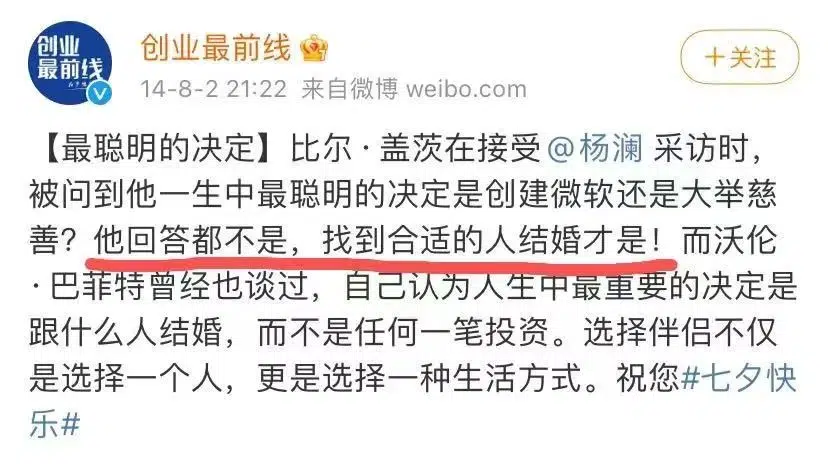 创业
最前线
创业最前线
14-8-2 21:22 来自微博 weibo.com
+关注
【最聪明的决定】比尔·盖茨在接受@杨澜 采访时，
被问到他一生中最聪明的决定是创建微软还是大举慈
善？他回答都不是，找到合适的人结婚才是！而沃伦
·巴菲特曾经也谈过，自己认为人生中最重要的决定是
跟什么人结婚，而不是任何一笔投资。选择伴侣不仅
是选择一个人，更是选择一种生活方式。祝您#七夕快
乐#